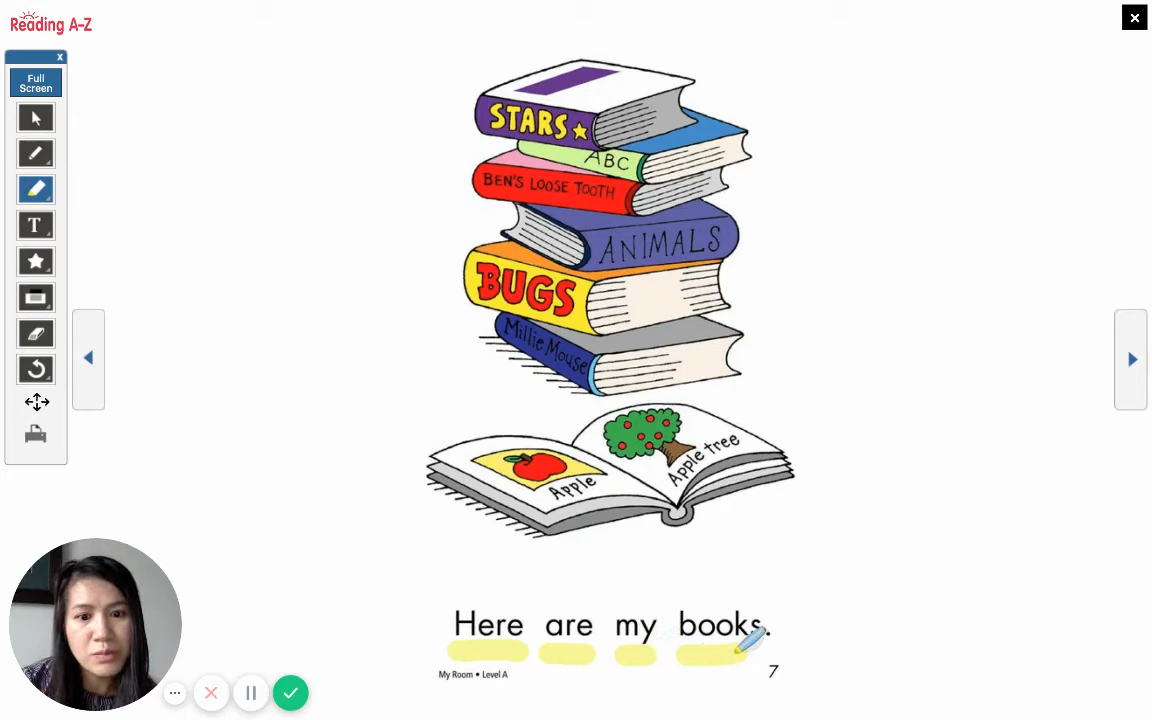 Reading A-Z
x
Full
Screen
T
STARS
ABC
BEN'S LOOSE TOOTH
ANIMALS
BUGS
Millie Mouse
Apple
Apple tree
Here are my books.
My Room • Level A
7